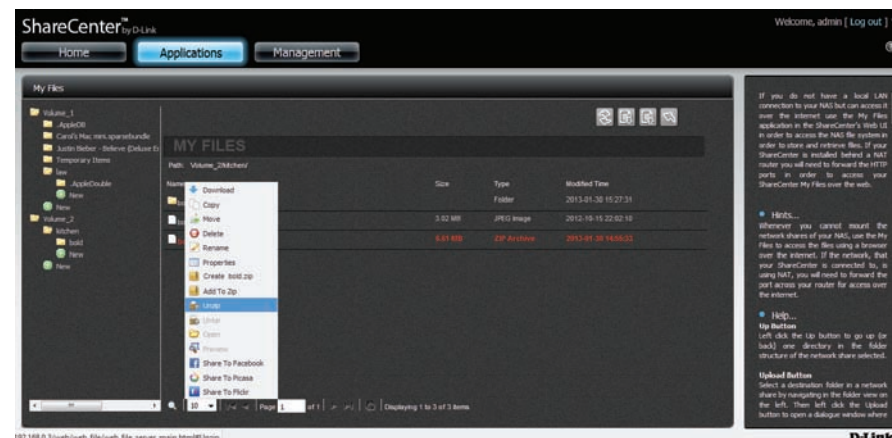 ShareCenter™ by D-Link
Welcome, admin [ Log out ]
Home
Applications
Management
My Files
Volume_1
.AppleDB
Carol's Mac mini.sparsebundle
Justin Bieber - Believe (Deluxe E
Temporary Items
law
.AppleDouble
New
New
Volume_2
kitchen
bold
New
New
MY FILES
Path: Volume_2/kitchen/
Name
Size
Type
Modified Time
Folder
2013-01-30 15:27:31
3.02 MB
JPEG Image
2012-10-15 22:02:10
ZIP Archive
Download
Copy
Move
Delete
Rename
Properties
Create bold.zip
Add To Zip
Unzip
Untar
Open
Preview
Share To Facebook
Share To Picasa
Share To Flickr
10
Page 1 of 1
Displaying 1 to 3 of 3 items
If you do not have a local LAN
connection to your NAS but can access it
over the internet use the My Files
application in the ShareCenter's Web UI
in order to access the NAS file system in
order to store and retrieve files. If your
ShareCenter is installed behind a NAT
router you will need to forward the HTTP
ports in order to access your
ShareCenter My Files over the web.
Hints...
Whenever you cannot mount the
network shares of your NAS, use the My
Files to access the files using a browser
over the internet. If the network, that
your ShareCenter is connected to, is
using NAT, you will need to forward the
port across your router for access over
the internet.
Help...
Up Button
Left click the Up button to go up (or
back) one directory in the folder
structure of the network share selected.
Upload Button
Select a destination folder in a network
share by navigating in the folder view on
the left. Then left click the Upload
button to open a dialogue window where
D-Link